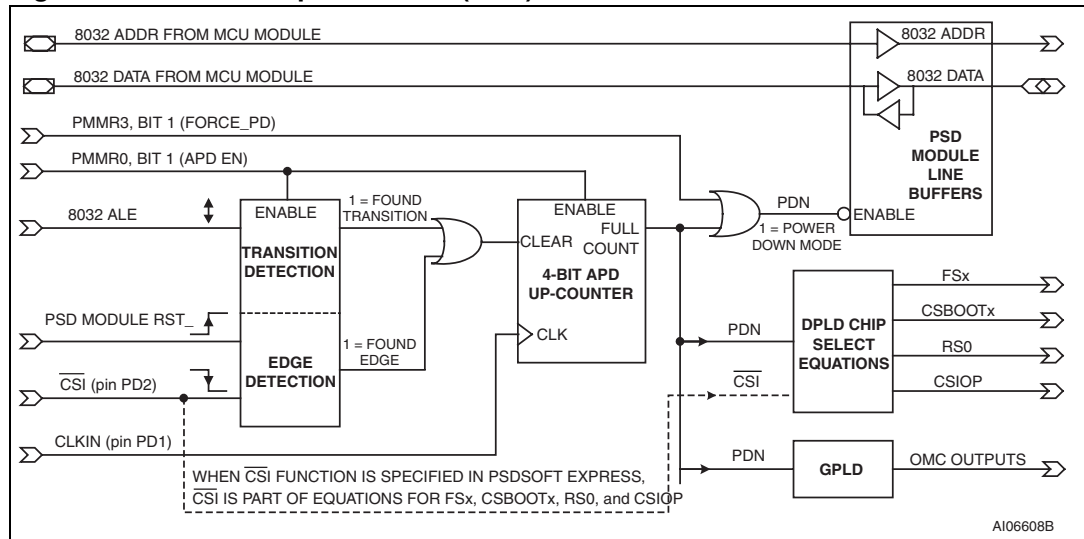 8032 ADDR FROM MCU MODULE
8032 ADDR
8032 DATA FROM MCU MODULE
8032 DATA
PMMR3, BIT 1 (FORCE_PD)
PSD
MODULE
LINE
BUFFERS
PMMR0, BIT 1 (APD EN)
8032 ALE
ENABLE
1 = FOUND
TRANSITION
ENABLE
FULL
COUNT
CLEAR
PDN
1 = POWER
DOWN MODE
ENABLE
TRANSITION
DETECTION
4-BIT APD
UP-COUNTER
PSD MODULE RST_
EDGE
DETECTION
1 = FOUND
EDGE
CLK
PDN
DPLD CHIP
SELECT
EQUATIONS
FSx
CSBOOTx
RS0
CSIOP
CSI (pin PD2)
CSI
CLKIN (pin PD1)
WHEN CSI FUNCTION IS SPECIFIED IN PSDSOFT EXPRESS,
CSI IS PART OF EQUATIONS FOR FSx, CSBOOTx, RS0, and CSIOP
PDN
GPLD
OMC OUTPUTS
AI06608B